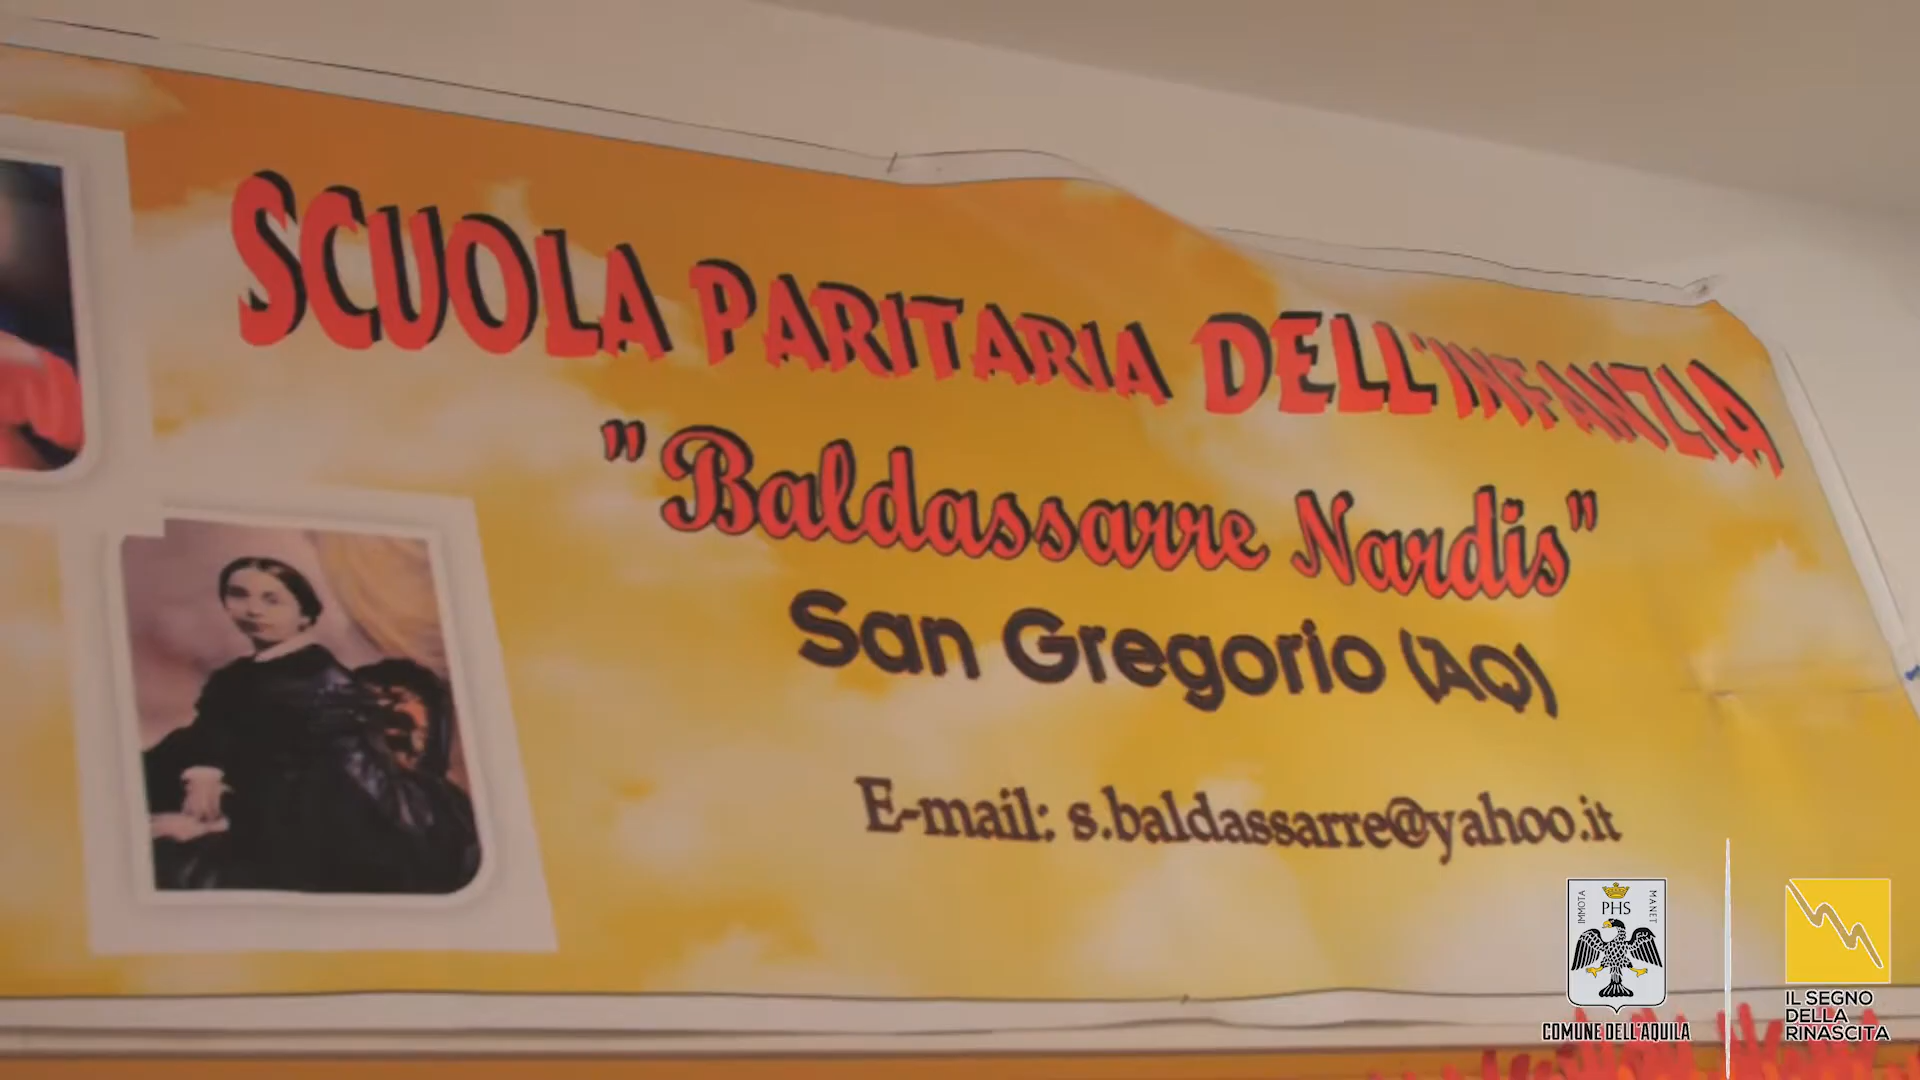 SCUOLA PARITARIA DELL'INFANZIA
"Baldassarre Nardis"
San Gregorio (AQ)
E-mail: s.baldassarre@yahoo.it
IMMOTA
PHS
MANET
COMUNE DELL'AQUILA
IL SEGNO
DELLA
RINASCITA